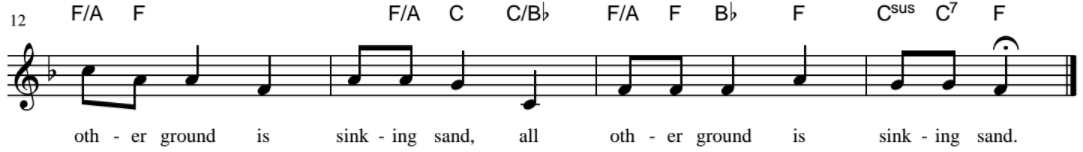 F/A F F/A C C/B♭ F/A F B♭ F Csus C7 F
12
oth - er ground is sink - ing sand, all oth - er ground is sink - ing sand.